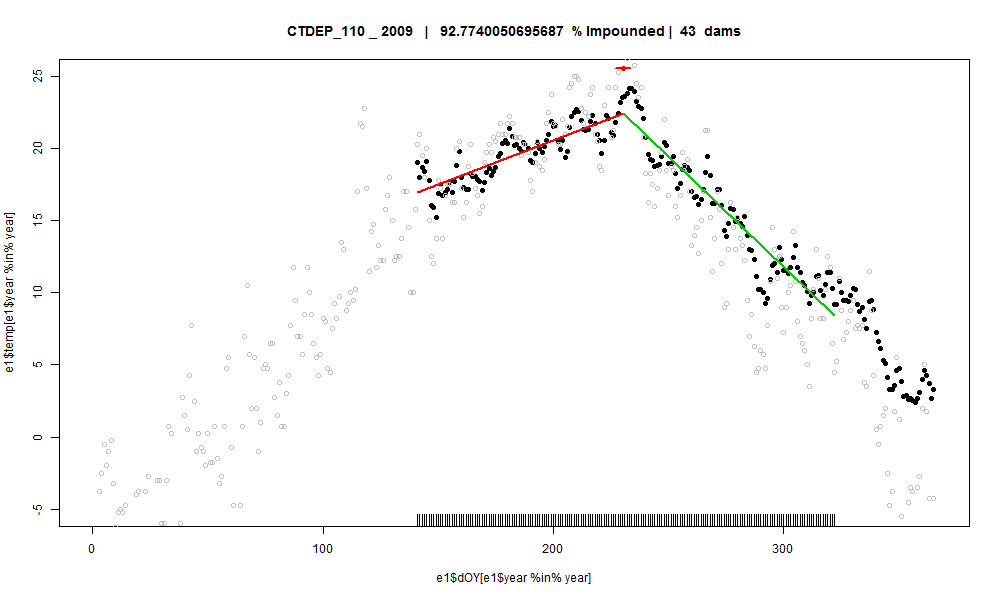 CTDEP_110 _ 2009 | 92.7740050695687 % Impounded | 43 dams
25
20
15
10
5
0
-5
e1$temp[e1$year %in% year]
0 100 200 300
e1$dOY[e1$year %in% year]